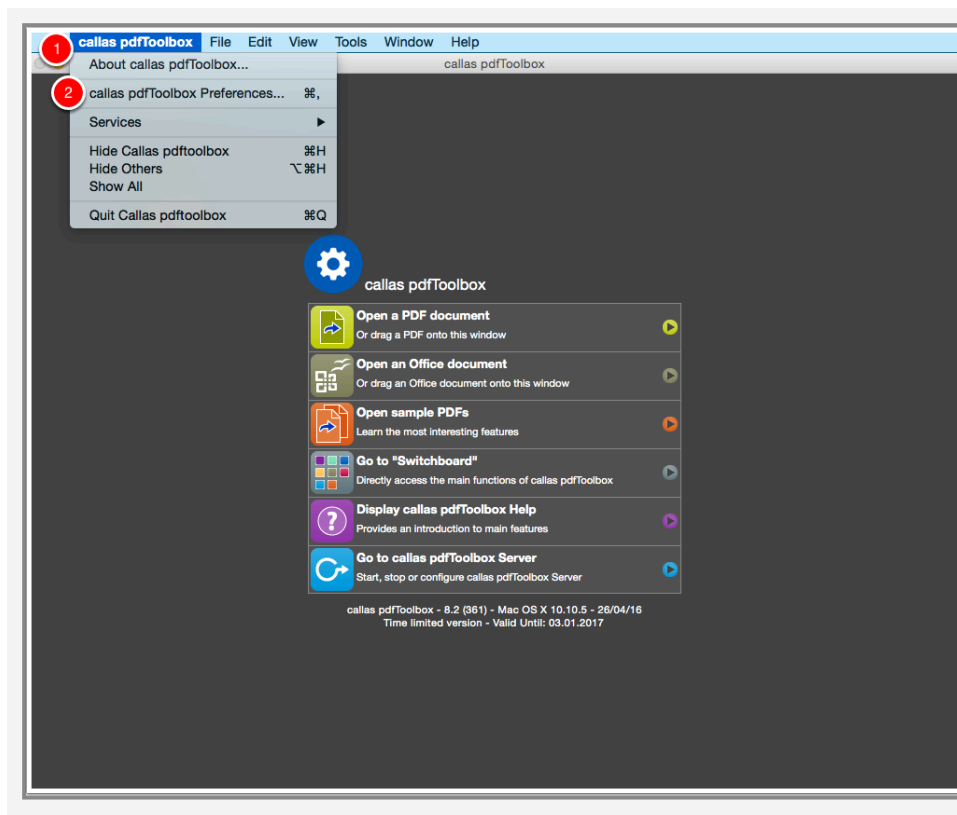 1 callas pdfToolbox File Edit View Tools Window Help
callas pdfToolbox
About callas pdfToolbox...
2 callas pdfToolbox Preferences... ⌘,
Services ▶
Hide Callas pdftoolbox ⌘H
Hide Others ⌥⌘H
Show All
Quit Callas pdftoolbox ⌘Q
callas pdfToolbox
Open a PDF document
Or drag a PDF onto this window
Open an Office document
Or drag an Office document onto this window
Open sample PDFs
Learn the most interesting features
Go to "Switchboard"
Directly access the main functions of callas pdfToolbox
Display callas pdfToolbox Help
Provides an introduction to main features
Go to callas pdfToolbox Server
Start, stop or configure callas pdfToolbox Server
callas pdfToolbox - 8.2 (361) - Mac OS X 10.10.5 - 26/04/16
Time limited version - Valid Until: 03.01.2017